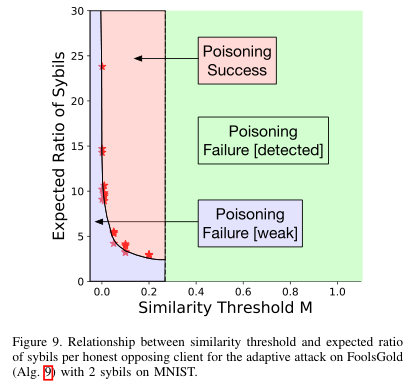 30
25
20
15
10
5
0
Expected Ratio of Sybils
Poisoning
Success
Poisoning
Failure [detected]
Poisoning
Failure [weak]
0.0 0.2 0.4 0.6 0.8 1.0
Similarity Threshold M
Figure 9. Relationship between similarity threshold and expected ratio
of sybils per honest opposing client for the adaptive attack on FoolsGold
(Alg. 9) with 2 sybils on MNIST.